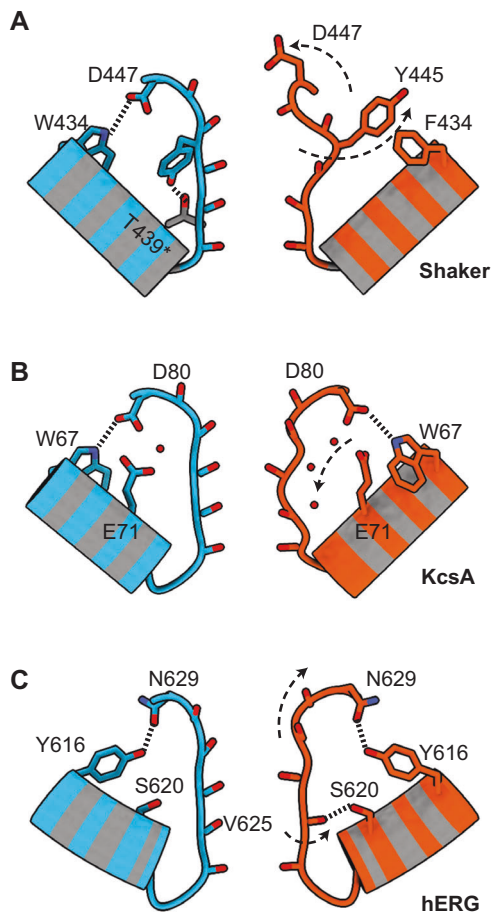 A
D447
W434
T439*
D447
Y445
F434
Shaker
B
D80
W67
E71
D80
W67
E71
KcsA
C
N629
Y616
S620
V625
N629
Y616
S620
hERG